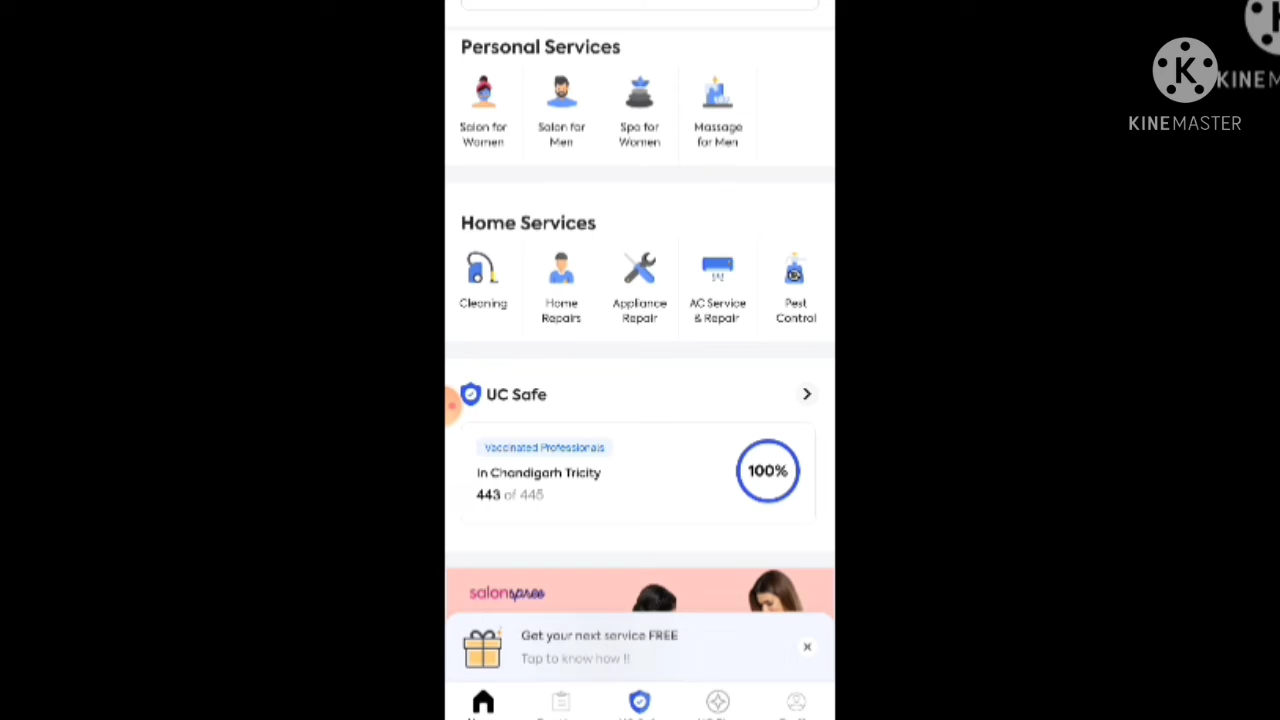 Personal Services
Salon for Women
Salon for Men
Spa for Women
Massage for Men
Home Services
Cleaning
Home Repairs
Appliance Repair
AC Service & Repair
Pest Control
UC Safe
Vaccinated Professionals
In Chandigarh Tricity
443 of 445
100%
salonspree
Get your next service FREE
Tap to know how !!
KINEMASTER
KINEM